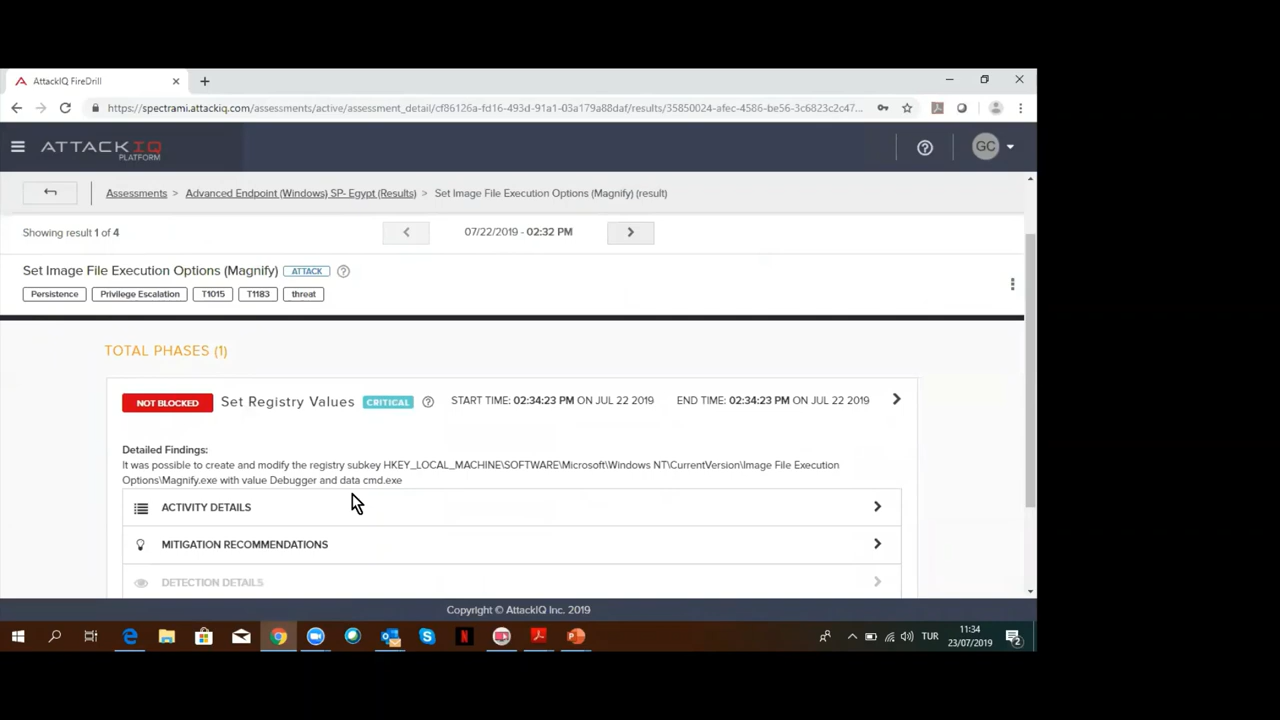 AttackIQ FireDrill
https://spectrami.attackiq.com/assessments/active/assessment_detail/cf86126a-fd16-493d-91a1-03a179a88daf/results/35850024-afec-4586-be56-3c6823c2c47...
ATTACKIQ
PLATFORM
GC
Assessments > Advanced Endpoint (Windows) SP- Egypt (Results) > Set Image File Execution Options (Magnify) (result)
Showing result 1 of 4
07/22/2019 - 02:32 PM
Set Image File Execution Options (Magnify) ATTACK
Persistence Privilege Escalation T1015 T1183 threat
TOTAL PHASES (1)
NOT BLOCKED Set Registry Values CRITICAL START TIME: 02:34:23 PM ON JUL 22 2019 END TIME: 02:34:23 PM ON JUL 22 2019
Detailed Findings:
It was possible to create and modify the registry subkey HKEY_LOCAL_MACHINE\SOFTWARE\Microsoft\Windows NT\CurrentVersion\Image File Execution
Options\Magnify.exe with value Debugger and data cmd.exe
ACTIVITY DETAILS
MITIGATION RECOMMENDATIONS
DETECTION DETAILS
Copyright © AttackIQ Inc. 2019
TUR
11:34
23/07/2019
2